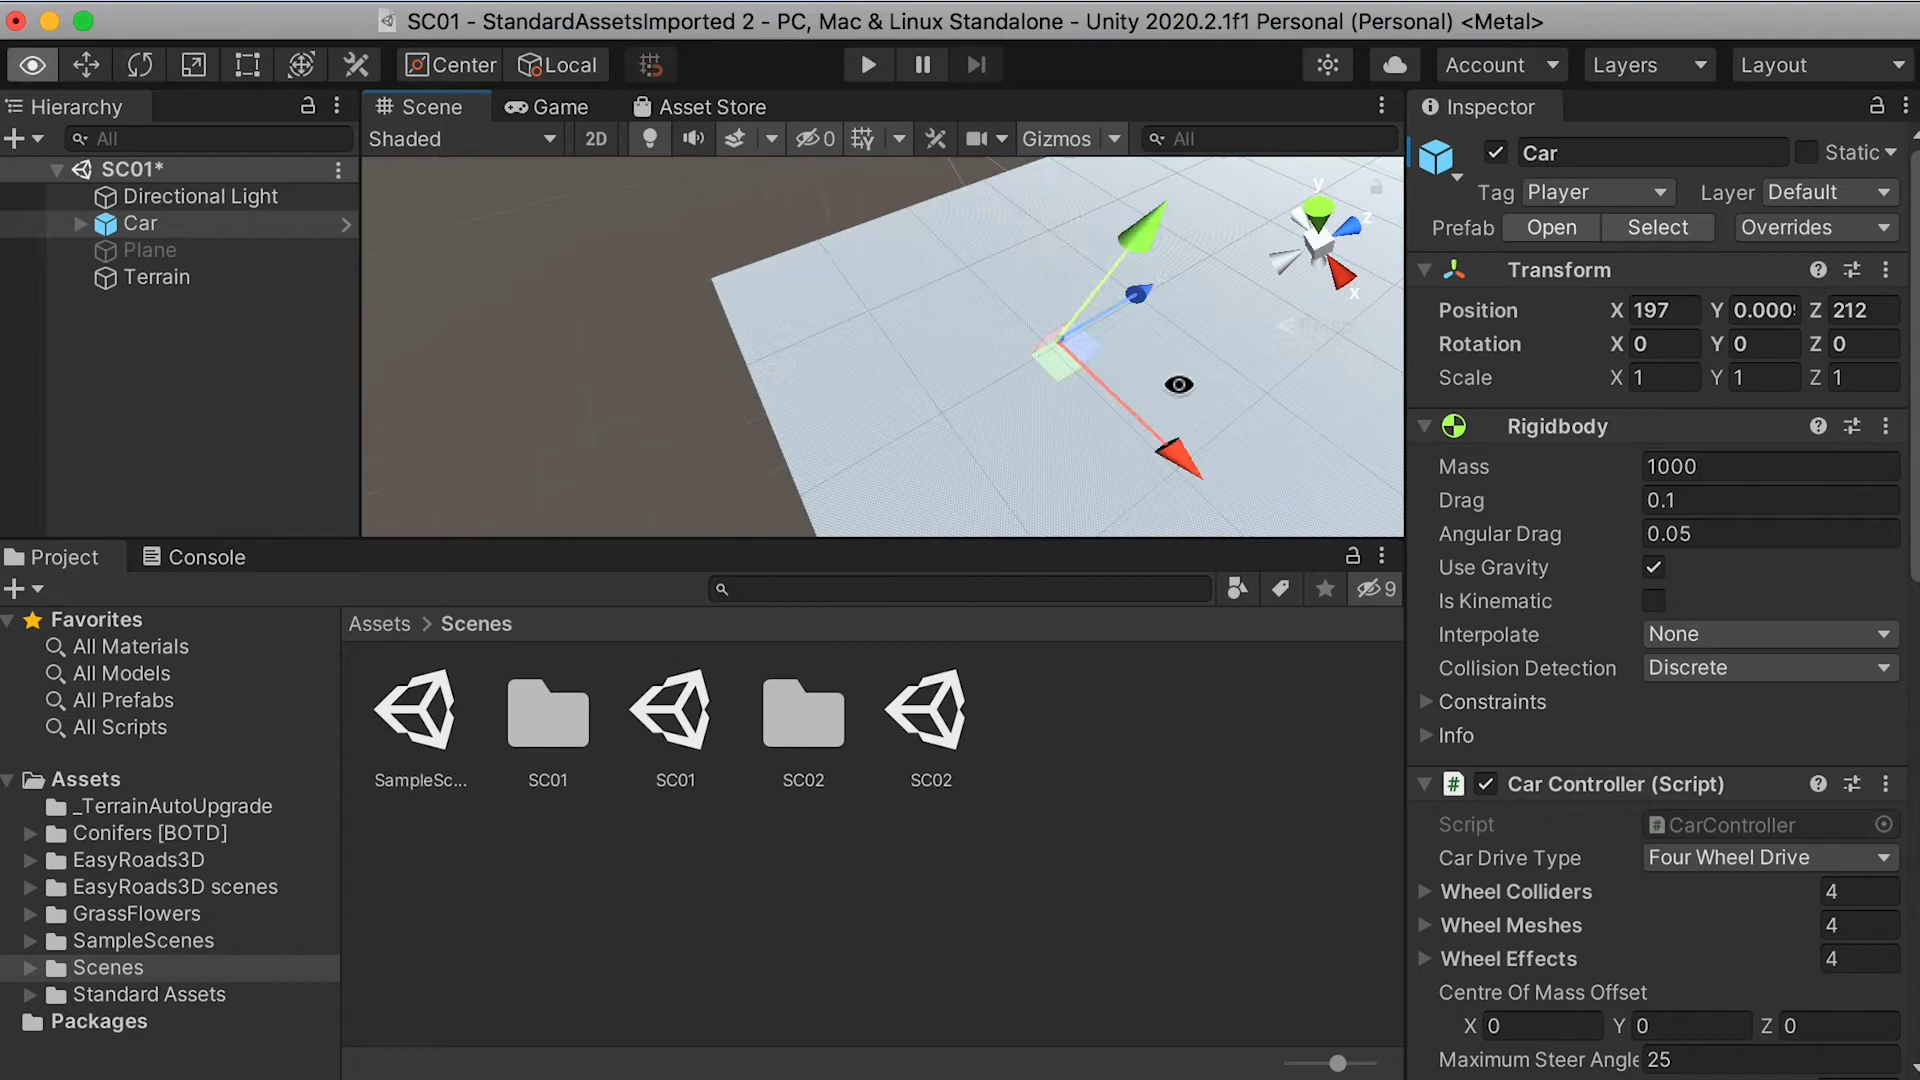 SC01 - StandardAssetsImported 2 - PC, Mac & Linux Standalone - Unity 2020.2.1f1 Personal (Personal) <Metal>
Center Local Account Layers Layout
Hierarchy
All
SC01*
Directional Light
Car
Plane
Terrain
Scene Game Asset Store
Shaded 2D 0 Gizmos All
y
z
x
Inspector
Car Static
Tag Player Layer Default
Prefab Open Select Overrides
Transform
Position X 197 Y 0.000 Z 212
Rotation X 0 Y 0 Z 0
Scale X 1 Y 1 Z 1
Rigidbody
Mass 1000
Drag 0.1
Angular Drag 0.05
Use Gravity
Is Kinematic
Interpolate None
Collision Detection Discrete
Constraints
Info
# Car Controller (Script)
Script # CarController
Car Drive Type Four Wheel Drive
Wheel Colliders 4
Wheel Meshes 4
Wheel Effects 4
Centre Of Mass Offset
X 0 Y 0 Z 0
Maximum Steer Angle 25
Project Console
9
Favorites
All Materials
All Models
All Prefabs
All Scripts
Assets
_TerrainAutoUpgrade
Conifers [BOTD]
EasyRoads3D
EasyRoads3D scenes
GrassFlowers
SampleScenes
Scenes
Standard Assets
Packages
Assets > Scenes
SampleSc... SC01 SC01 SC02 SC02